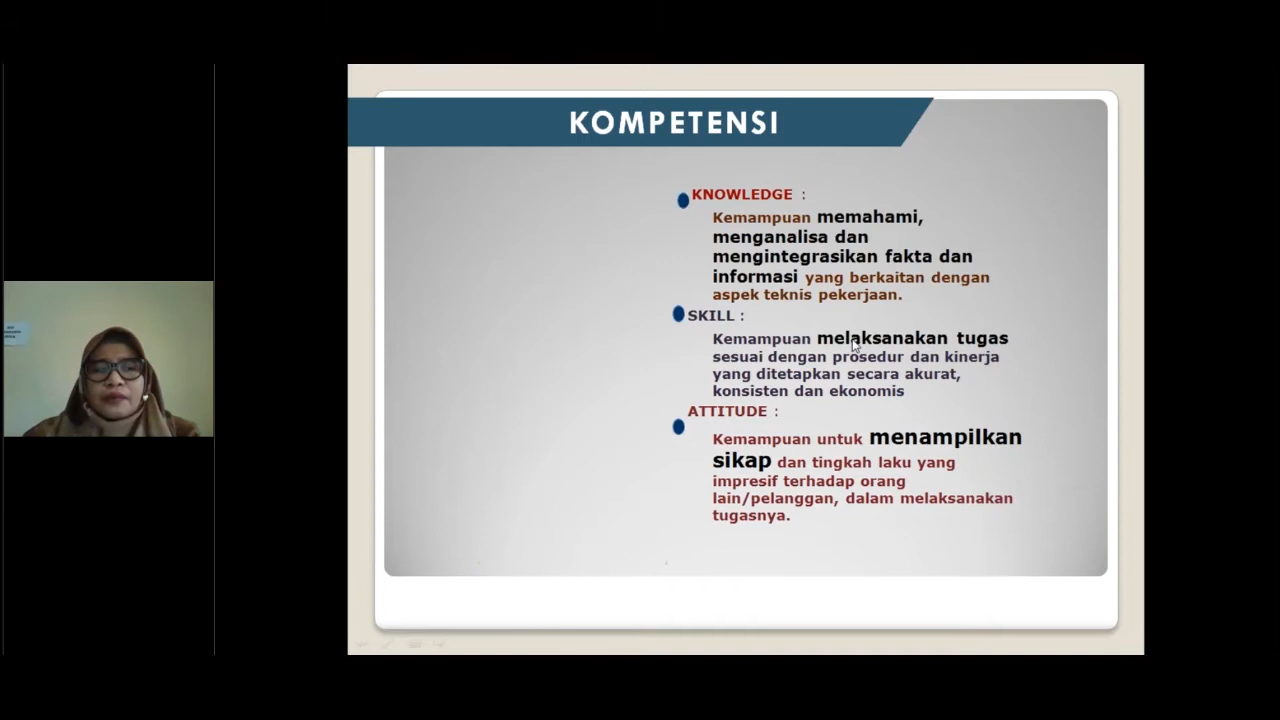 KOMPETENSI
KNOWLEDGE :
Kemampuan memahami,
menganalisa dan
mengintegrasikan fakta dan
informasi yang berkaitan dengan
aspek teknis pekerjaan.
SKILL :
Kemampuan melaksanakan tugas
sesuai dengan prosedur dan kinerja
yang ditetapkan secara akurat,
konsisten dan ekonomis
ATTITUDE :
Kemampuan untuk menampilkan
sikap dan tingkah laku yang
impresif terhadap orang
lain/pelanggan, dalam melaksanakan
tugasnya.